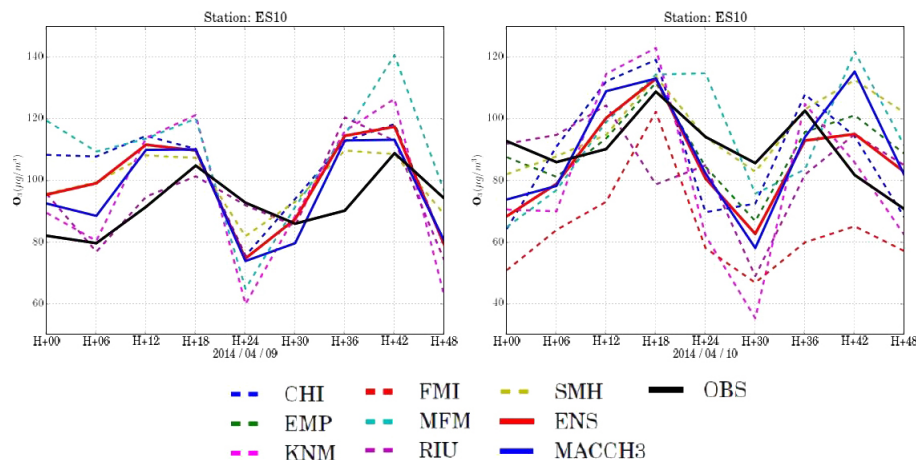 Station: ES10
140
120
100
80
60
O₃(μg/m³)
H+00 H+06 H+12 H+18 H+24 H+30 H+36 H+42 H+48
2014 / 04 / 09
Station: ES10
120
100
80
60
40
O₃(μg/m³)
H+00 H+06 H+12 H+18 H+24 H+30 H+36 H+42 H+48
2014 / 04 / 10
CHI FMI SMH OBS
EMP MFM ENS
KNM RIU MACCH3